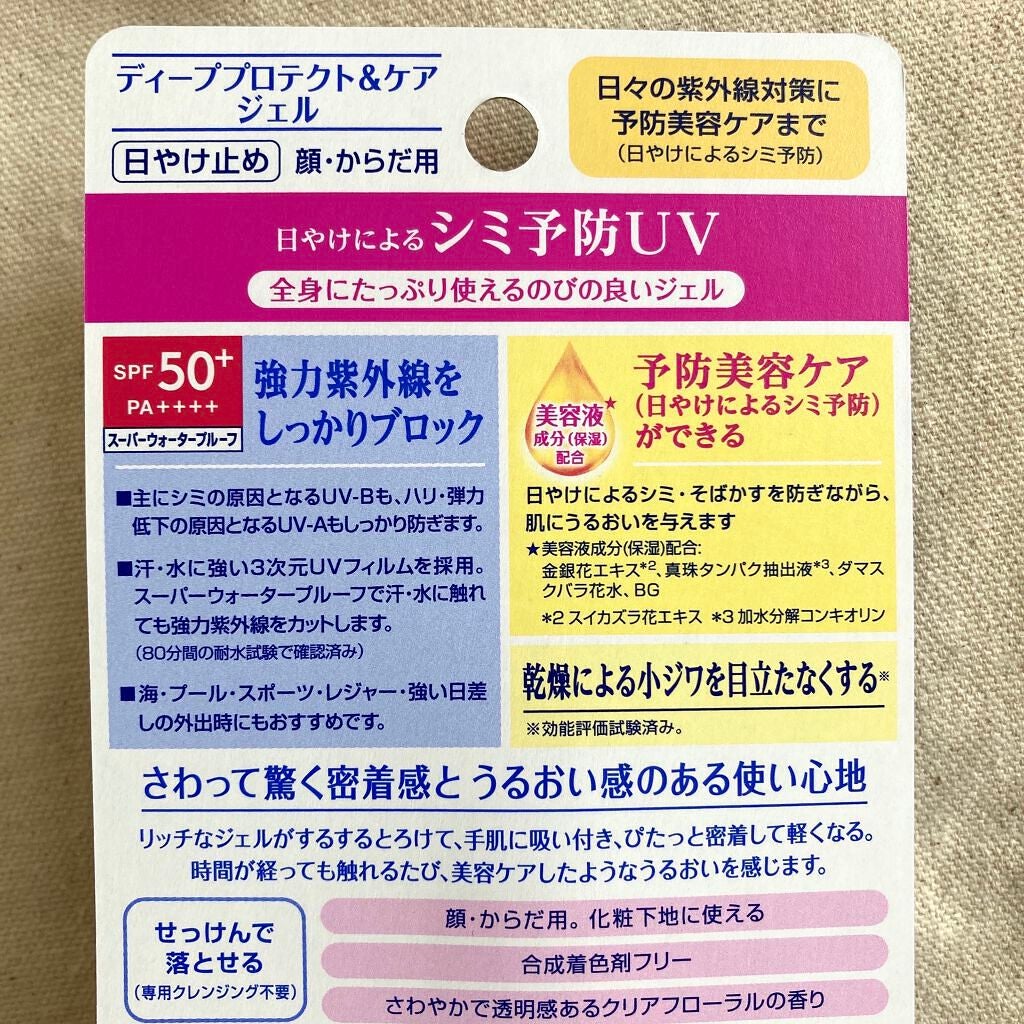 ディーププロテクト&ケア
ジェル
日やけ止め 顔・からだ用
日々の紫外線対策に
予防美容ケアまで
(日やけによるシミ予防)
日やけによるシミ予防UV
全身にたっぷり使えるのびの良いジェル
SPF50+
PA++++
スーパーウォータープルーフ
強力紫外線を
しっかりブロック
■主にシミの原因となるUV-Bも、ハリ・弾力
低下の原因となるUV-Aもしっかり防ぎます。
■汗・水に強い3次元UVフィルムを採用。
スーパーウォータープルーフで汗・水に触れ
ても強力紫外線をカットします。
(80分間の耐水試験で確認済み)
■海・プール・スポーツ・レジャー・強い日差
しの外出時にもおすすめです。
美容液★
成分(保湿)
配合
予防美容ケア
(日やけによるシミ予防)
ができる
日やけによるシミ・そばかすを防ぎながら、
肌にうるおいを与えます
★美容液成分(保湿)配合:
金銀花エキス*2、真珠タンパク抽出液*3、ダマス
クバラ花水、BG
*2 スイカズラ花エキス *3 加水分解コンキオリン
乾燥による小ジワを目立たなくする※
※効能評価試験済み。
さわって驚く密着感とうるおい感のある使い心地
リッチなジェルがするするとろけて、手肌に吸い付き、ぴたっと密着して軽くなる。
時間が経っても触れるたび、美容ケアしたようなうるおいを感じます。
せっけんで
落とせる
(専用クレンジング不要)
顔・からだ用。化粧下地に使える
合成着色剤フリー
さわやかで透明感あるクリアフローラルの香り